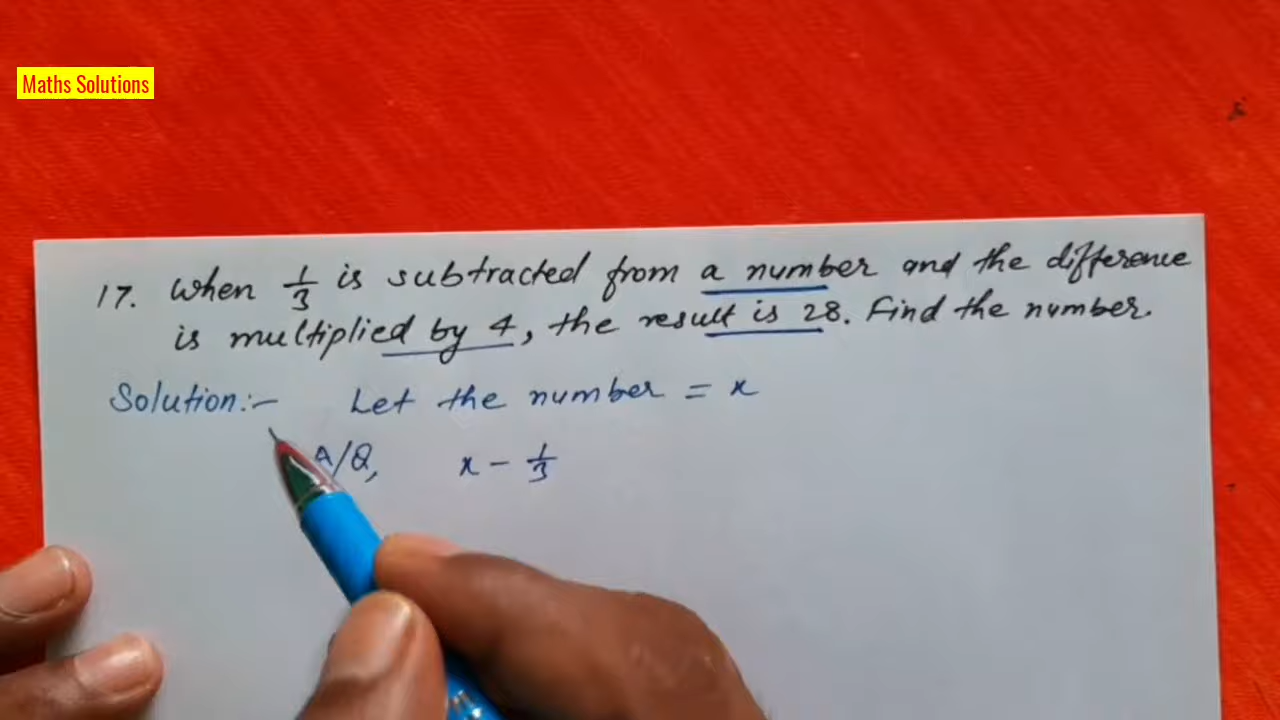 Maths Solutions
17. When 1/3 is subtracted from a number and the difference
is multiplied by 4, the result is 28. Find the number.
Solution:- Let the number = x
A/Q, x - 1/3